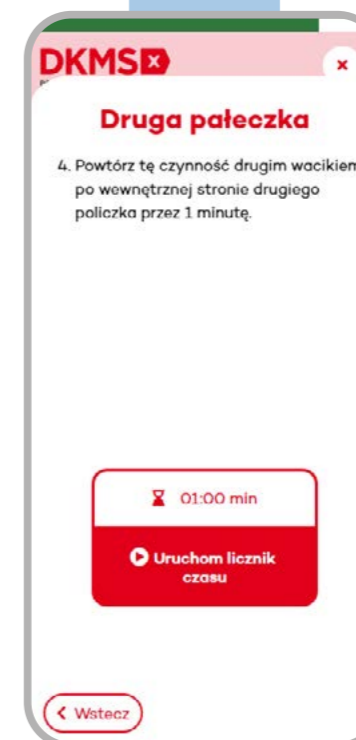 DKMS
Druga pałeczka
4. Powtórz tę czynność drugim wacikiem
po wewnętrznej stronie drugiego
policzka przez 1 minutę.
01:00 min
Uruchom licznik
czasu
Wstecz